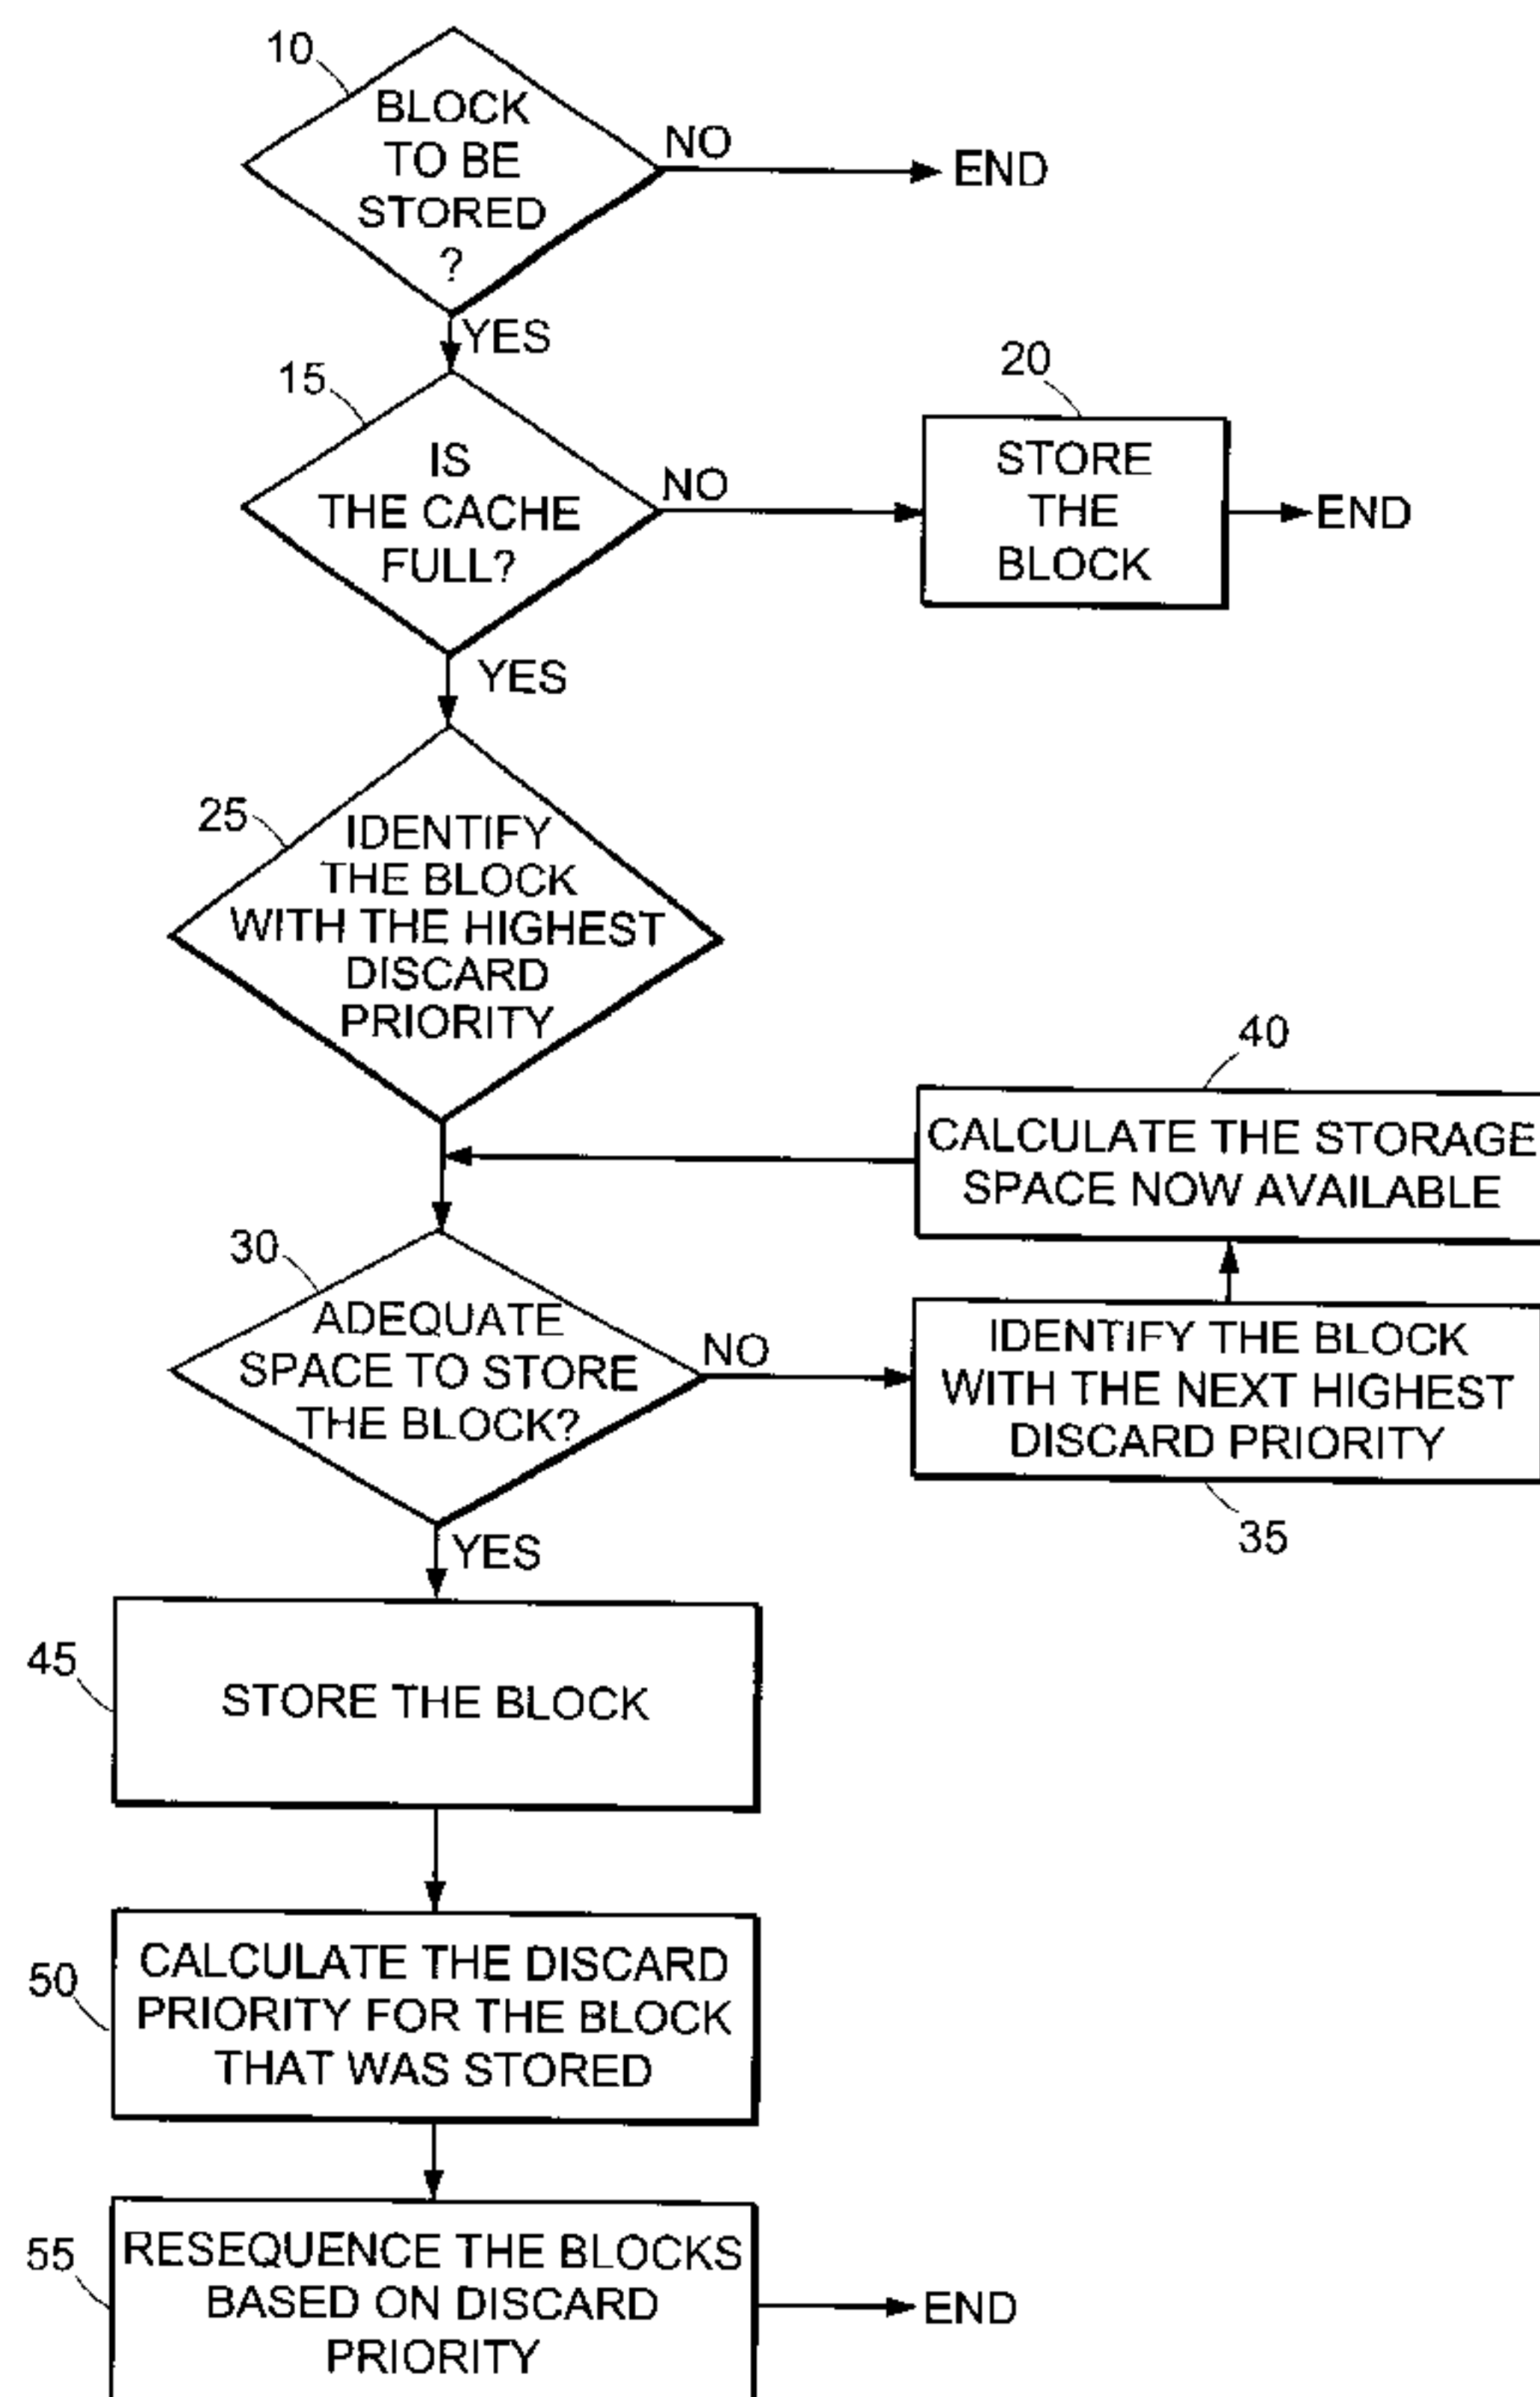 10
BLOCK
TO BE
STORED
?
NO
END
YES
15
IS
THE CACHE
FULL?
NO
20
STORE
THE
BLOCK
END
YES
25
IDENTIFY
THE BLOCK
WITH THE HIGHEST
DISCARD
PRIORITY
40
CALCULATE THE STORAGE
SPACE NOW AVAILABLE
30
ADEQUATE
SPACE TO STORE
THE BLOCK?
NO
IDENTIFY THE BLOCK
WITH THE NEXT HIGHEST
DISCARD PRIORITY
35
YES
45
STORE THE BLOCK
50
CALCULATE THE DISCARD
PRIORITY FOR THE BLOCK
THAT WAS STORED
55
RESEQUENCE THE BLOCKS
BASED ON DISCARD
PRIORITY
END